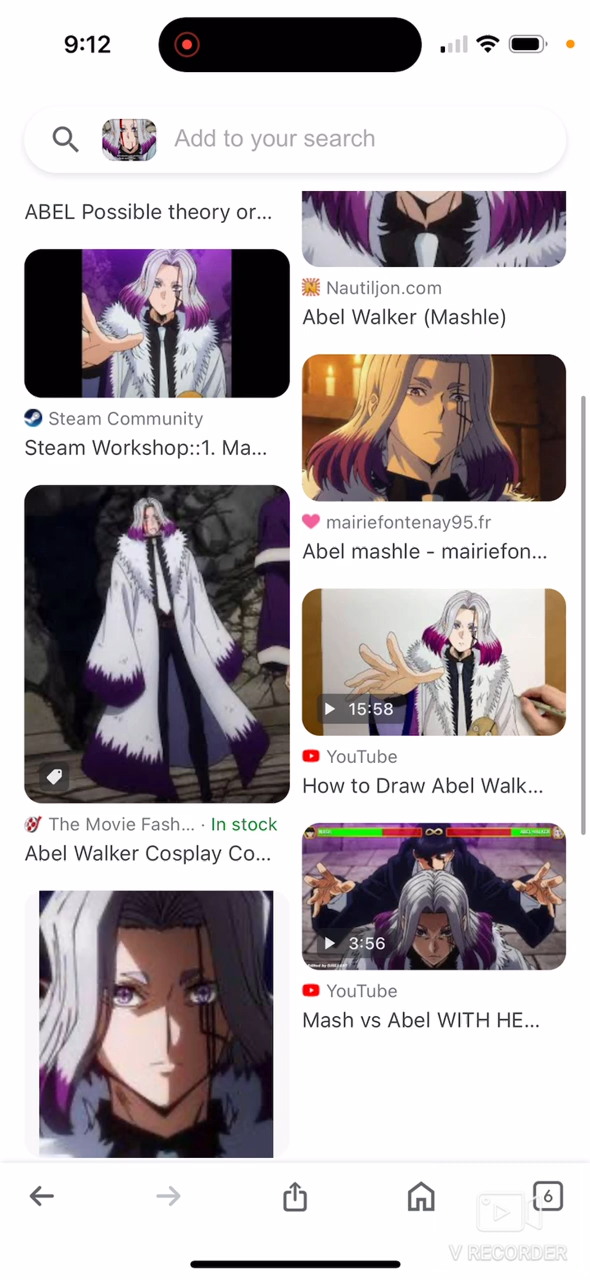 9:12
Add to your search
ABEL Possible theory or...
Steam Community
Steam Workshop::1. Ma...
The Movie Fash... · In stock
Abel Walker Cosplay Co...
Nautiljon.com
Abel Walker (Mashle)
mairiefontenay95.fr
Abel mashle - mairiefon...
15:58
YouTube
How to Draw Abel Walk...
3:56
YouTube
Mash vs Abel WITH HE...
6
V RECORDER